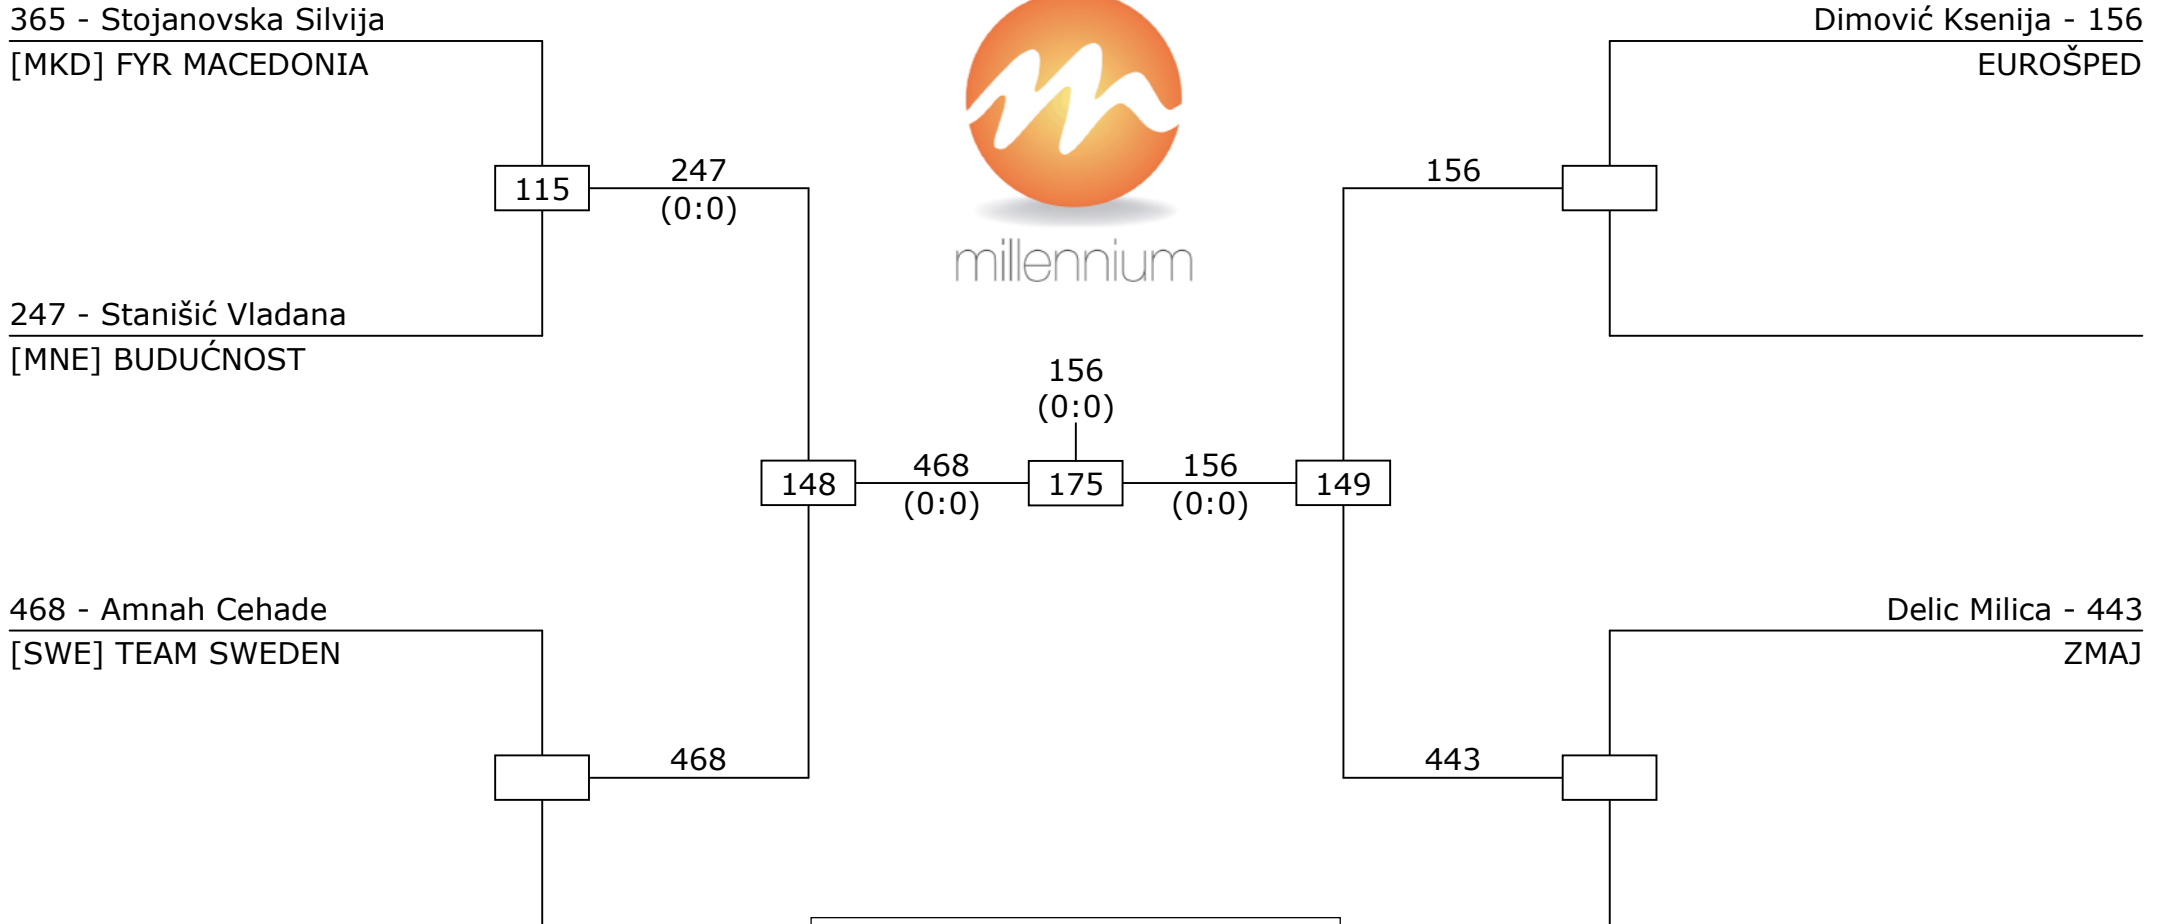 365 - Stojanovska Silvija
[MKD] FYR MACEDONIA
Dimović Ksenija - 156
EUROŠPED
115
247
(0:0)
156
millennium
247 - Stanišić Vladana
[MNE] BUDUĆNOST
156
(0:0)
148
468
(0:0)
175
156
(0:0)
149
468 - Amnah Cehade
[SWE] TEAM SWEDEN
Delic Milica - 443
ZMAJ
468
443